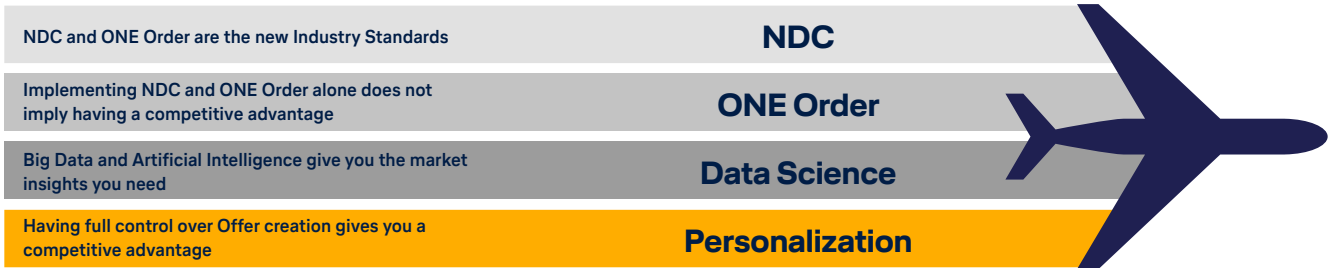 NDC and ONE Order are the new Industry Standards
NDC
Implementing NDC and ONE Order alone does not
imply having a competitive advantage
ONE Order
Big Data and Artificial Intelligence give you the market
insights you need
Data Science
Having full control over Offer creation gives you a
competitive advantage
Personalization